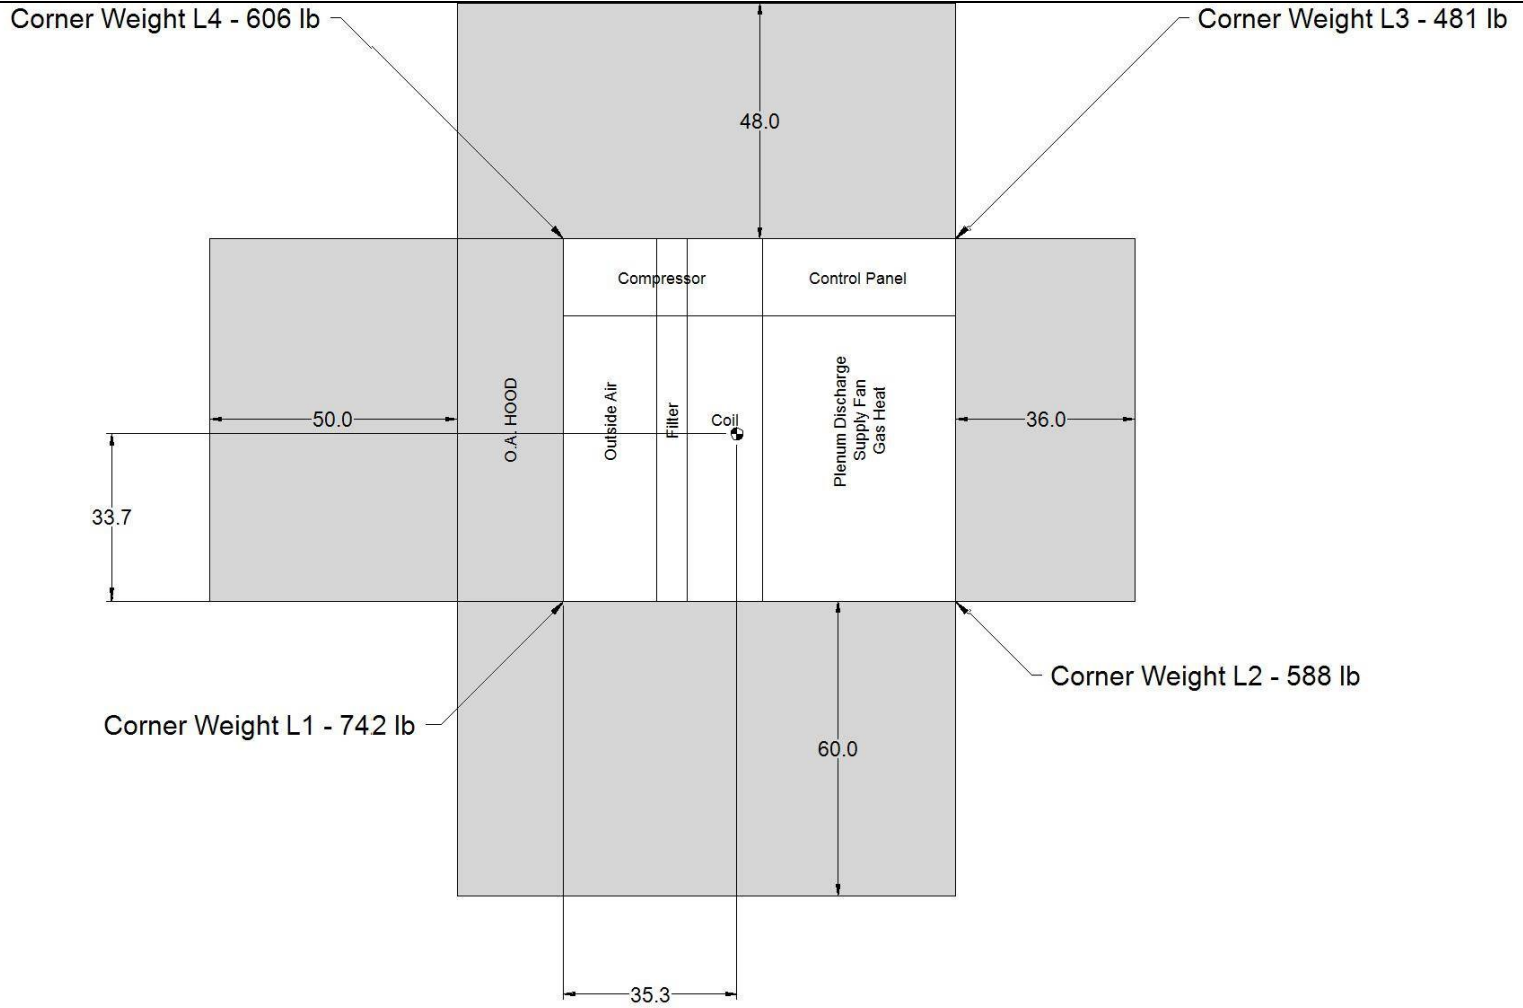 Corner Weight L4 - 606 lb
Corner Weight L3 - 481 lb
48.0
Compressor
Control Panel
O.A. HOOD
Outside Air
Filter
Coil
Plenum Discharge
Supply Fan
Gas Heat
50.0
36.0
33.7
Corner Weight L2 - 588 lb
Corner Weight L1 - 742 lb
60.0
35.3